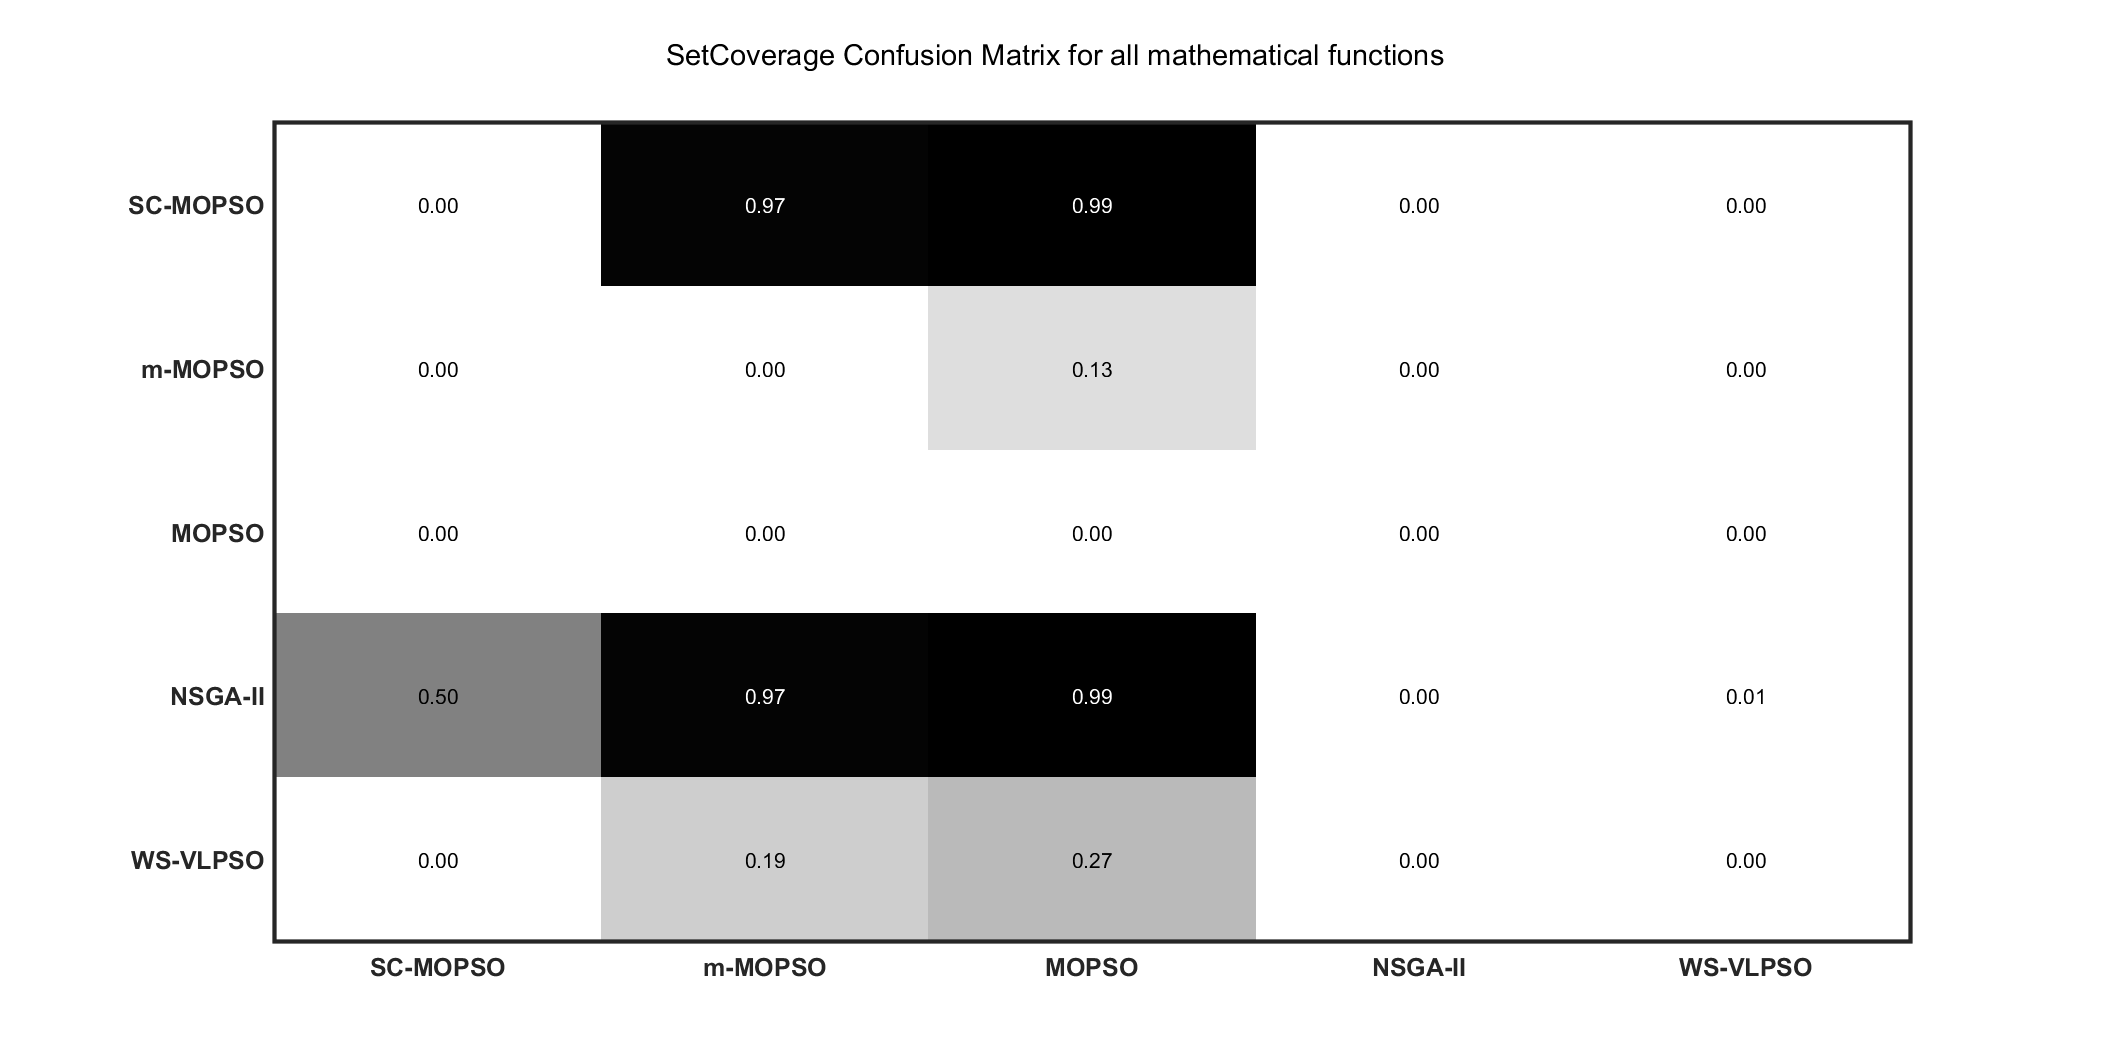 SetCoverage Confusion Matrix for all mathematical functions
SC-MOPSO 0.00 0.97 0.99 0.00 0.00
m-MOPSO 0.00 0.00 0.13 0.00 0.00
MOPSO 0.00 0.00 0.00 0.00 0.00
NSGA-II 0.50 0.97 0.99 0.00 0.01
WS-VLPSO 0.00 0.19 0.27 0.00 0.00
SC-MOPSO m-MOPSO MOPSO NSGA-II WS-VLPSO